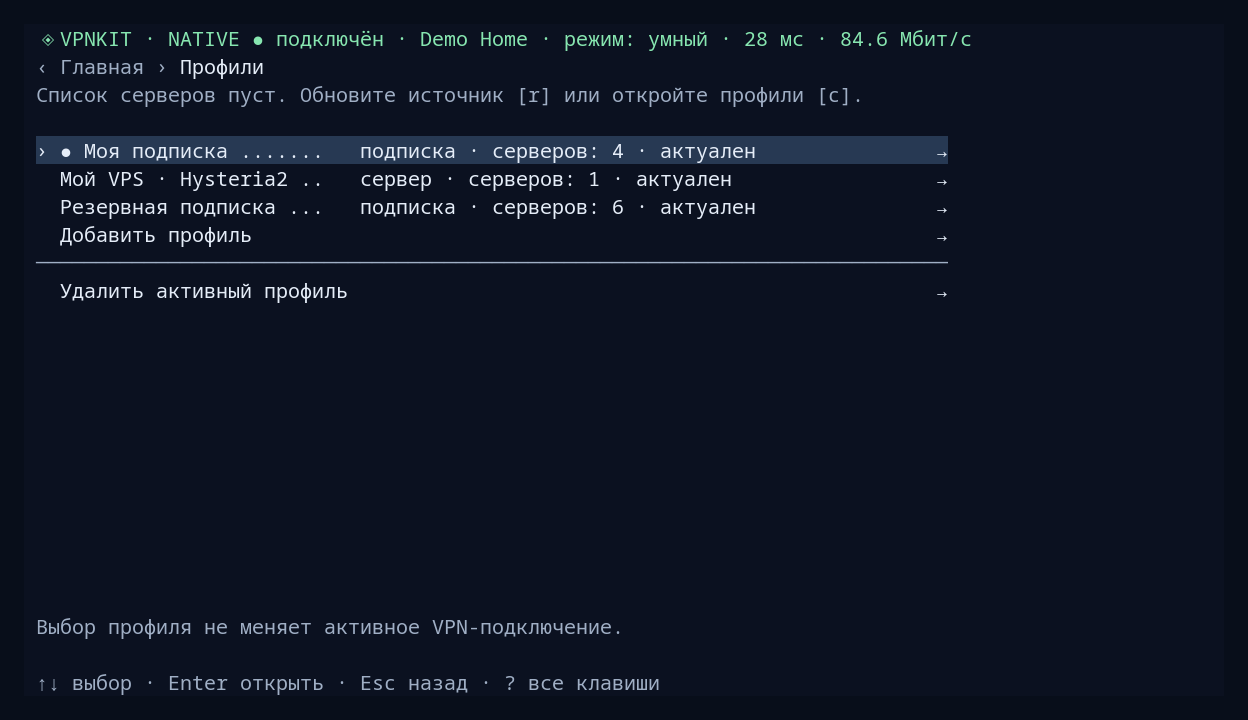 ◈ VPNKIT · NATIVE ● подключён · Demo Home · режим: умный · 28 мс · 84.6 Мбит/с
‹ Главная › Профили
Список серверов пуст. Обновите источник [r] или откройте профили [c].
› ● Моя подписка ....... подписка · серверов: 4 · актуален →
Мой VPS · Hysteria2 .. сервер · серверов: 1 · актуален →
Резервная подписка ... подписка · серверов: 6 · актуален →
Добавить профиль →
Удалить активный профиль →
Выбор профиля не меняет активное VPN-подключение.
↑↓ выбор · Enter открыть · Esc назад · ? все клавиши